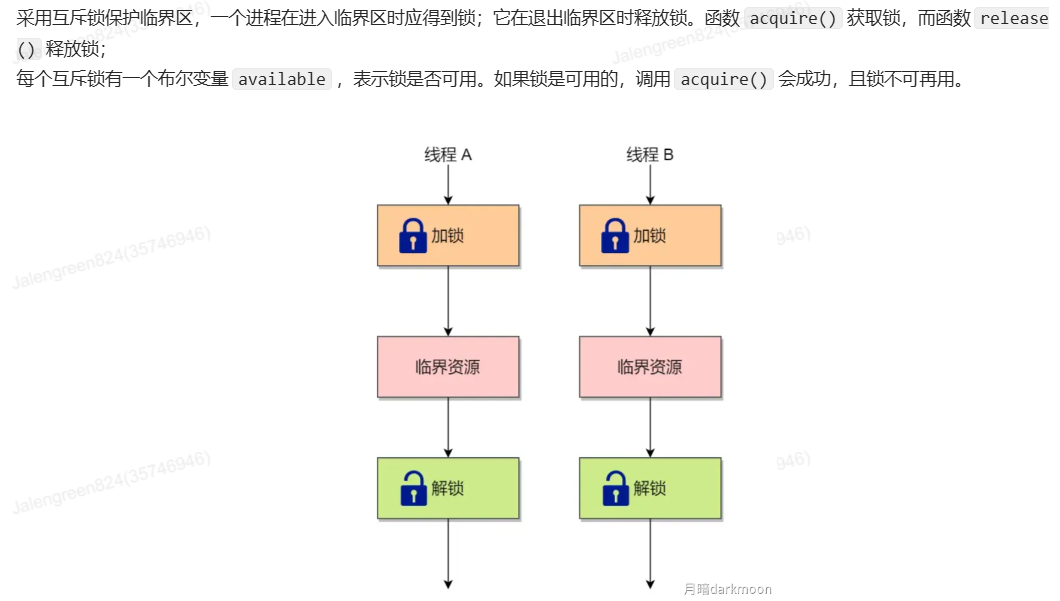 采用互斥锁保护临界区，一个进程在进入临界区时应得到锁；它在退出临界区时释放锁。函数 acquire() 获取锁，而函数 release
() 释放锁；
每个互斥锁有一个布尔变量 available ，表示锁是否可用。如果锁是可用的，调用 acquire() 会成功，且锁不可再用。
线程 A 线程 B
加锁 加锁
Jalengreen824(35746946) 946)
临界资源 临界资源
Jalengreen824(35746946) 946)
解锁 解锁
月暗darkmoon